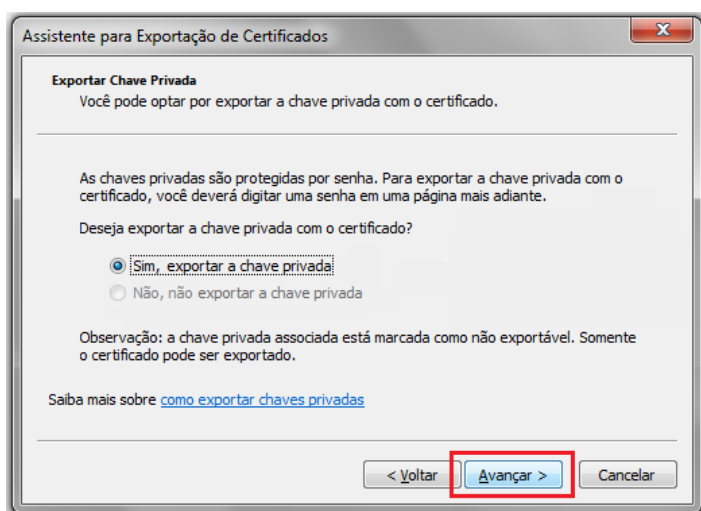 Assistente para Exportação de Certificados
Exportar Chave Privada
Você pode optar por exportar a chave privada com o certificado.
As chaves privadas são protegidas por senha. Para exportar a chave privada com o
certificado, você deverá digitar uma senha em uma página mais adiante.
Deseja exportar a chave privada com o certificado?
Sim, exportar a chave privada
Não, não exportar a chave privada
Observação: a chave privada associada está marcada como não exportável. Somente
o certificado pode ser exportado.
Saiba mais sobre como exportar chaves privadas
< Voltar Avançar > Cancelar